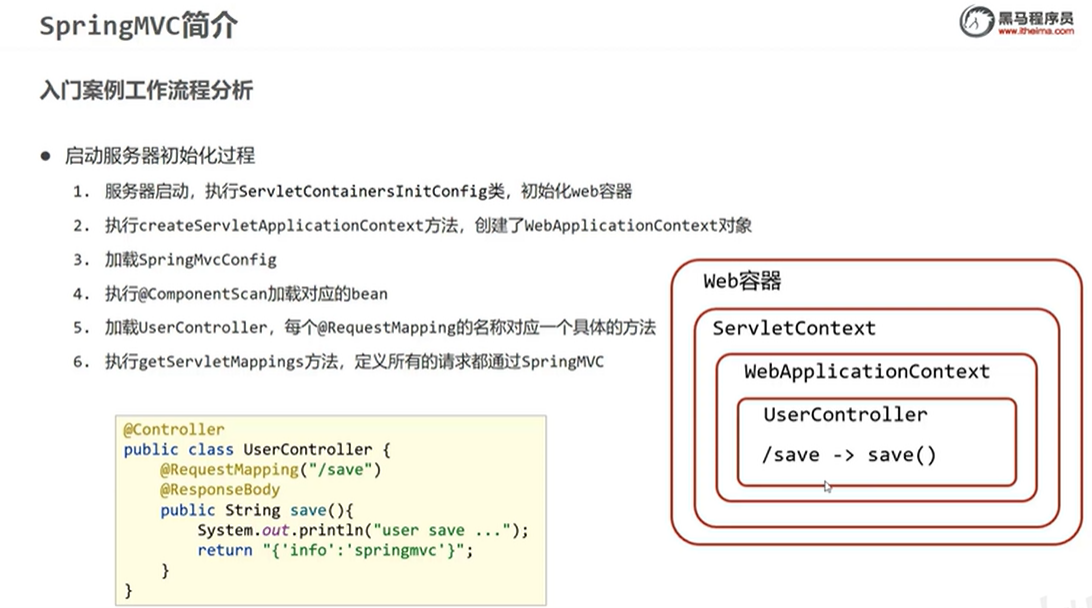 SpringMVC简介
黑马程序员
www.itheima.com
入门案例工作流程分析
● 启动服务器初始化过程
1. 服务器启动，执行ServletContainersInitConfig类，初始化web容器
2. 执行createServletApplicationContext方法，创建了WebApplicationContext对象
3. 加载SpringMvcConfig
4. 执行@ComponentScan加载对应的bean
5. 加载UserController，每个@RequestMapping的名称对应一个具体的方法
6. 执行getServletMappings方法，定义所有的请求都通过SpringMVC
@Controller
public class UserController {
    @RequestMapping("/save")
    @ResponseBody
    public String save(){
        System.out.println("user save ...");
        return "{'info':'springmvc'}";
    }
}
Web容器
ServletContext
WebApplicationContext
UserController
/save -> save()